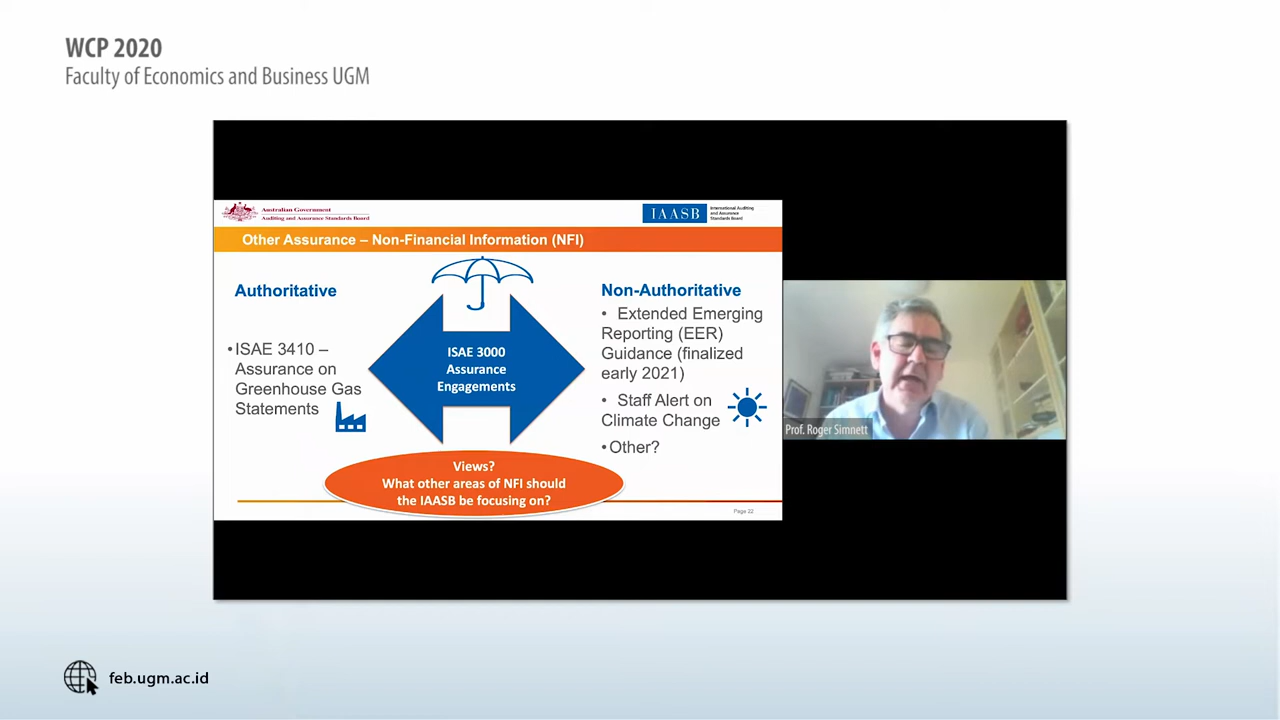 WCP 2020
Faculty of Economics and Business UGM
Australian Government
Auditing and Assurance Standards Board
IAASB
International Auditing
and Assurance
Standards Board
Other Assurance – Non-Financial Information (NFI)
Authoritative
•ISAE 3410 –
Assurance on
Greenhouse Gas
Statements
ISAE 3000
Assurance
Engagements
Non-Authoritative
• Extended Emerging
Reporting (EER)
Guidance (finalized
early 2021)
• Staff Alert on
Climate Change
•Other?
Views?
What other areas of NFI should
the IAASB be focusing on?
Page 22
Prof. Roger Simnett
feb.ugm.ac.id